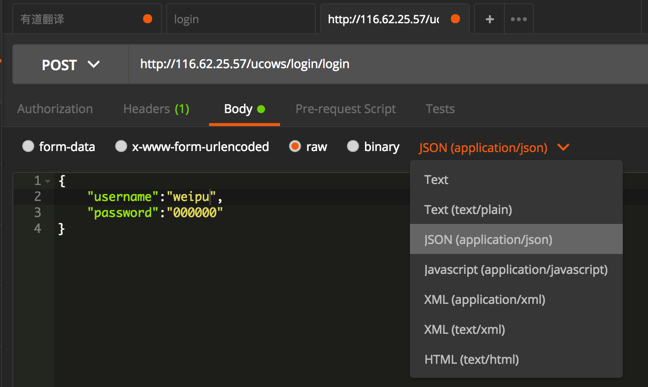 有道翻译 login http://116.62.25.57/uc + •••
POST http://116.62.25.57/ucows/login/login
Authorization Headers (1) Body Pre-request Script Tests
form-data x-www-form-urlencoded raw binary JSON (application/json)
1 {
2 "username":"weipu",
3 "password":"000000"
4 }
Text
Text (text/plain)
JSON (application/json)
Javascript (application/javascript)
XML (application/xml)
XML (text/xml)
HTML (text/html)